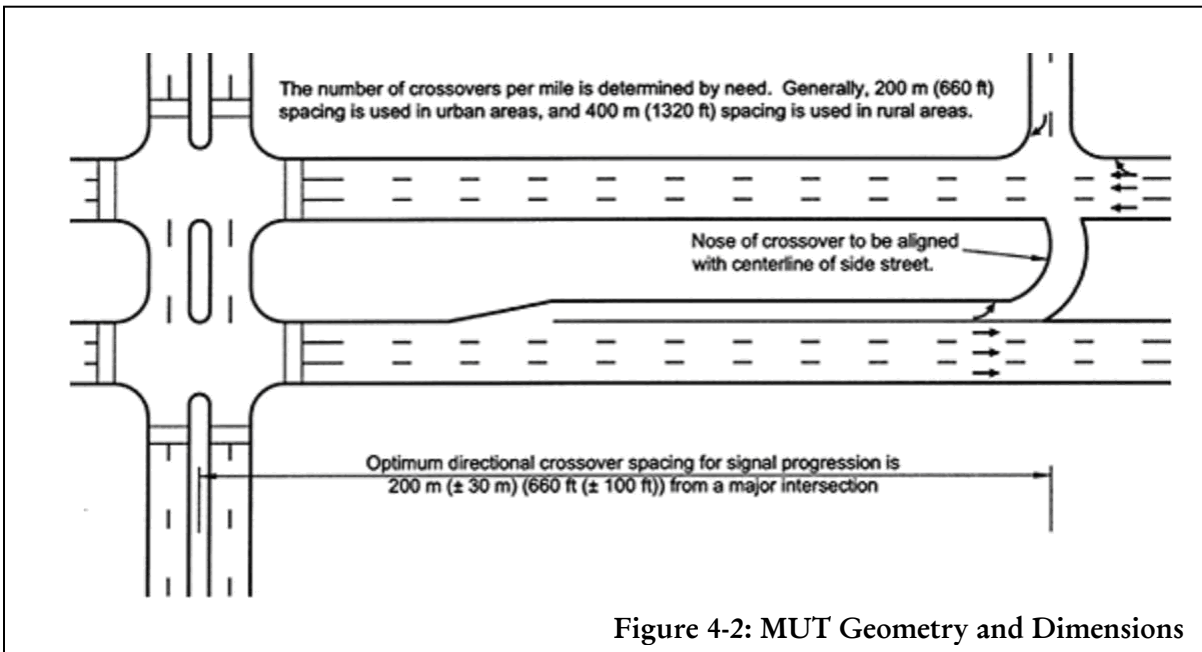 The number of crossovers per mile is determined by need. Generally, 200 m (660 ft)
spacing is used in urban areas, and 400 m (1320 ft) spacing is used in rural areas.
Nose of crossover to be aligned
with centerline of side street.
Optimum directional crossover spacing for signal progression is
200 m (± 30 m) (660 ft (± 100 ft)) from a major intersection
Figure 4-2: MUT Geometry and Dimensions